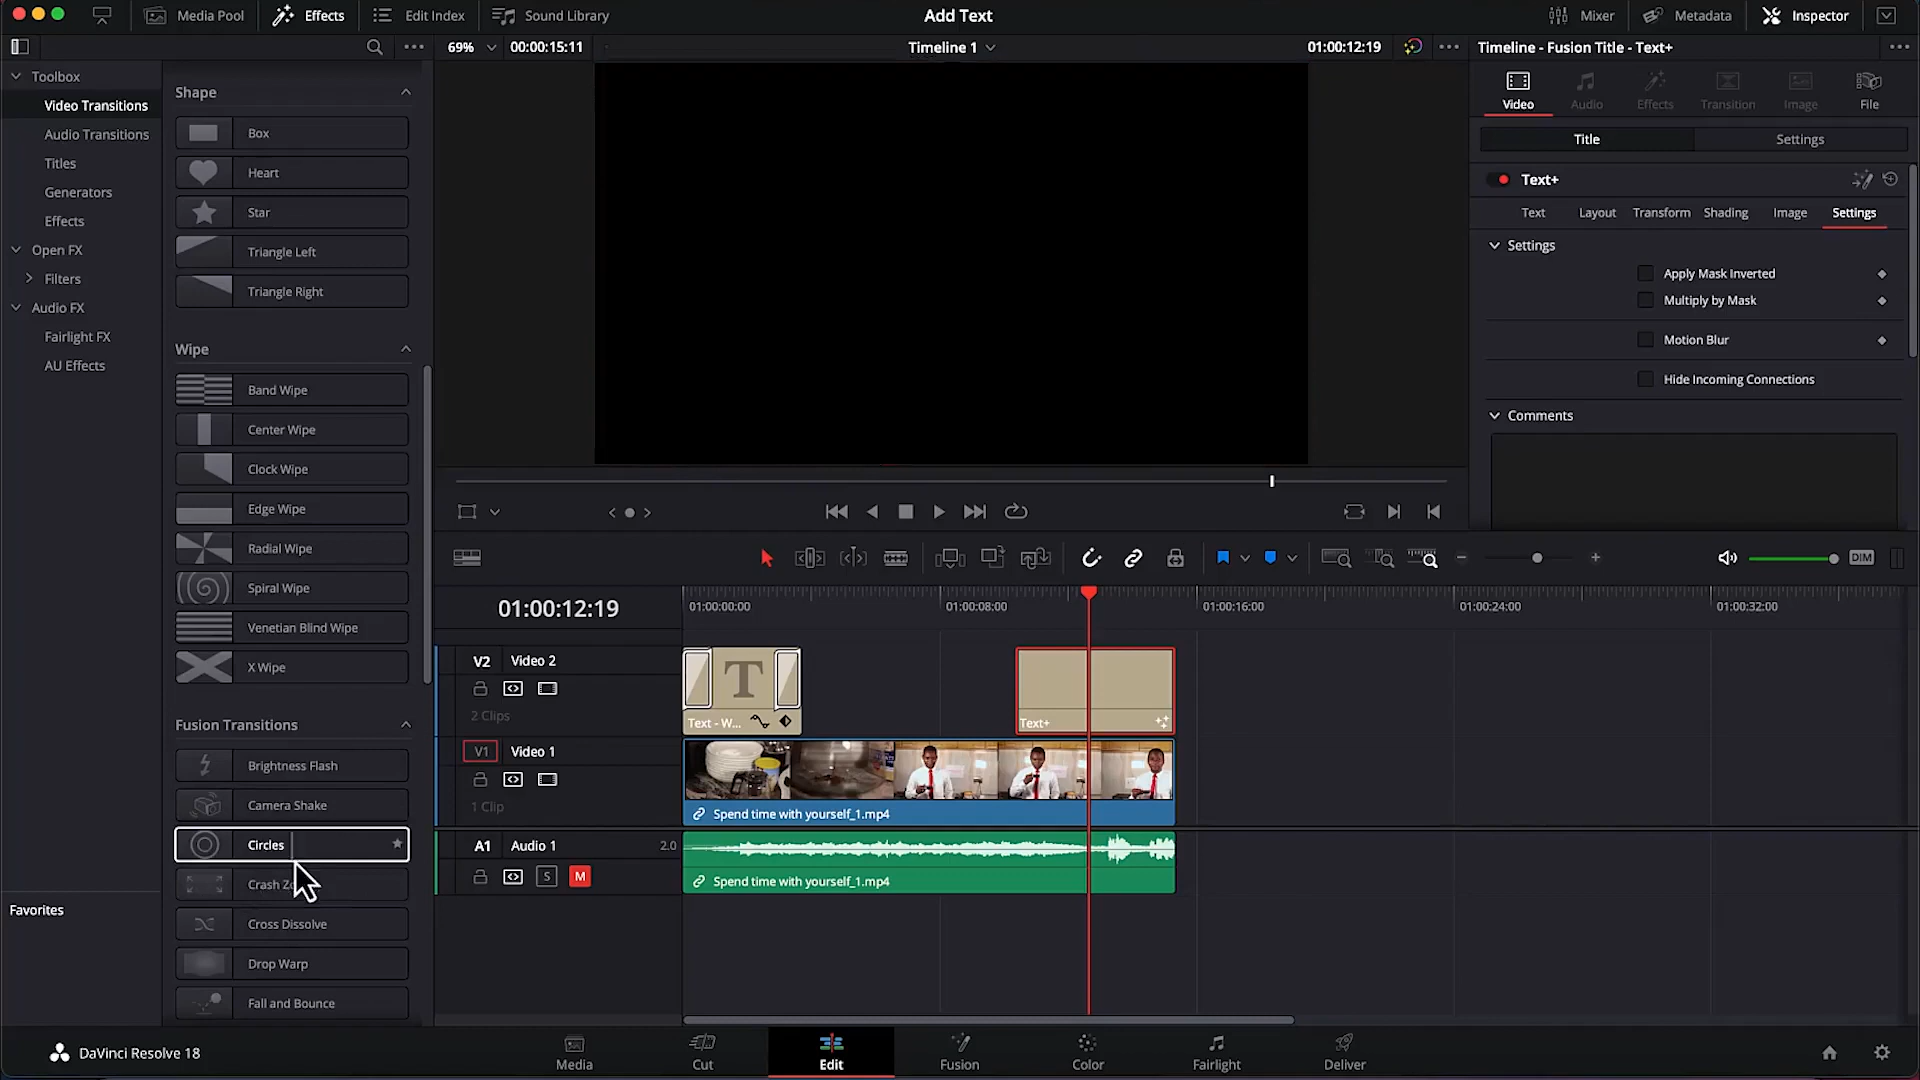 Media Pool
Effects
Edit Index
Sound Library
Add Text
Mixer
Metadata
Inspector
69%
00:00:15:11
Timeline 1
01:00:12:19
Timeline - Fusion Title - Text+
Toolbox
Video Transitions
Audio Transitions
Titles
Generators
Effects
Open FX
Filters
Audio FX
Fairlight FX
AU Effects
Favorites
Shape
Box
Heart
Star
Triangle Left
Triangle Right
Wipe
Band Wipe
Center Wipe
Clock Wipe
Edge Wipe
Radial Wipe
Spiral Wipe
Venetian Blind Wipe
X Wipe
Fusion Transitions
Brightness Flash
Camera Shake
Circles
Crash
Cross Dissolve
Drop Warp
Fall and Bounce
Video
Audio
Effects
Transition
Image
File
Title
Settings
Text+
Text
Layout
Transform
Shading
Image
Settings
Settings
Apply Mask Inverted
Multiply by Mask
Motion Blur
Hide Incoming Connections
Comments
DIM
01:00:12:19
01:00:00:00
01:00:08:00
01:00:16:00
01:00:24:00
01:00:32:00
V2
Video 2
2 Clips
T
Text - W...
Text+
V1
Video 1
1 Clip
Spend time with yourself_1.mp4
A1
Audio 1
2.0
S
M
Spend time with yourself_1.mp4
DaVinci Resolve 18
Media
Cut
Edit
Fusion
Color
Fairlight
Deliver